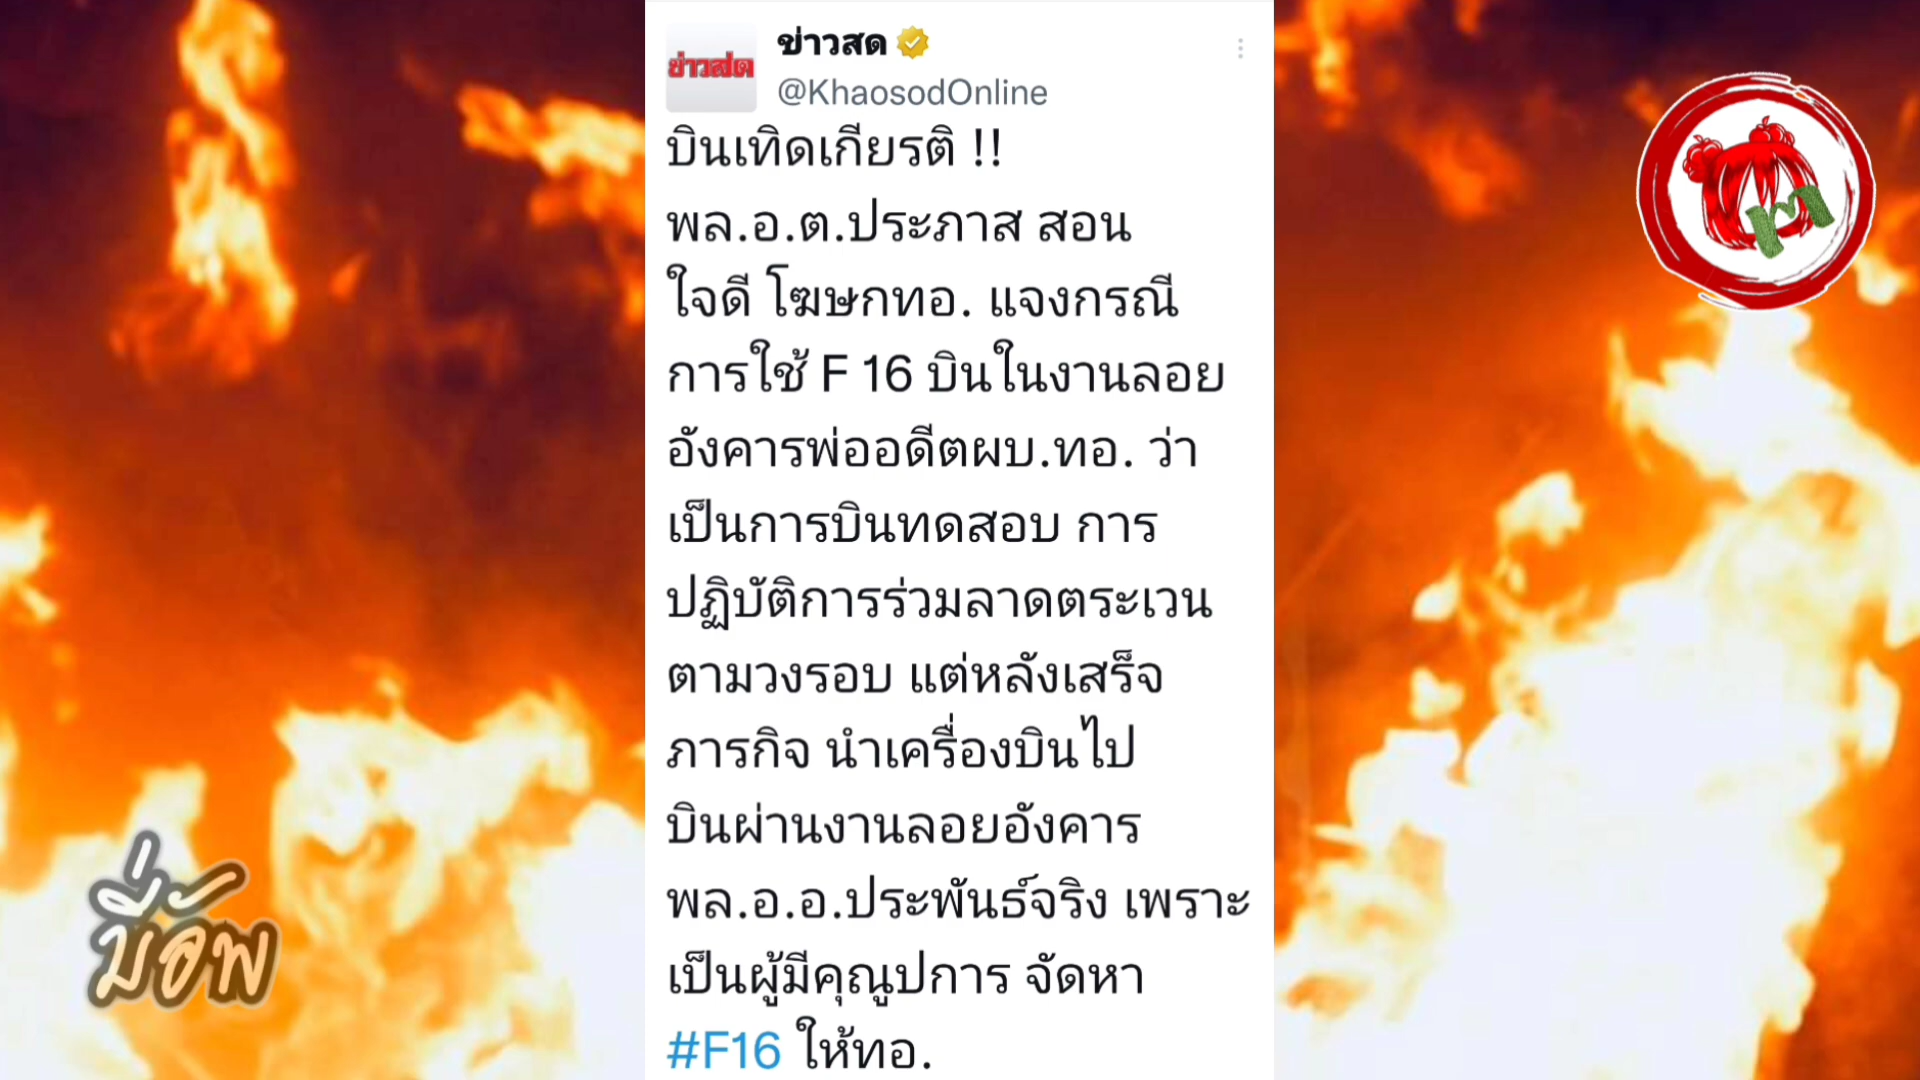 ข่าวสด
ข่าวสด
@KhaosodOnline
บินเทิดเกียรติ !!
พล.อ.ต.ประภาส สอน
ใจดี โฆษกทอ. แจงกรณี
การใช้ F 16 บินในงานลอย
อังคารพ่ออดีตผบ.ทอ. ว่า
เป็นการบินทดสอบ การ
ปฏิบัติการร่วมลาดตระเวน
ตามวงรอบ แต่หลังเสร็จ
ภารกิจ นำเครื่องบินไป
บินผ่านงานลอยอังคาร
พล.อ.อ.ประพันธ์จริง เพราะ
เป็นผู้มีคุณูปการ จัดหา
#F16 ให้ทอ.
M
มี่อัพ